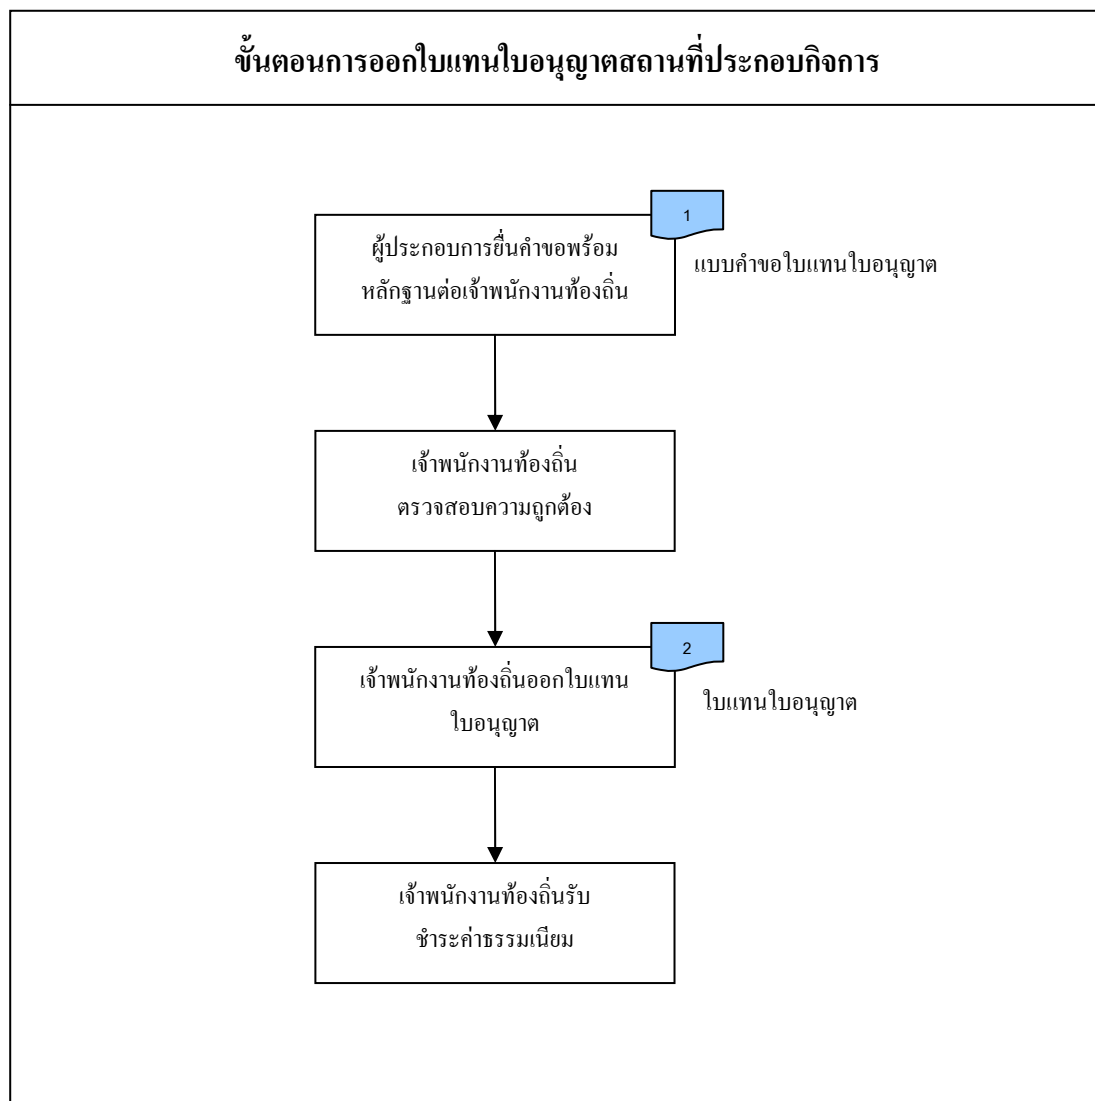 ขั้นตอนการออกใบแทนใบอนุญาตสถานที่ประกอบกิจการ
1
ผู้ประกอบการยื่นคำขอพร้อม
หลักฐานต่อเจ้าพนักงานท้องถิ่น
แบบคำขอใบแทนใบอนุญาต
เจ้าพนักงานท้องถิ่น
ตรวจสอบความถูกต้อง
2
เจ้าพนักงานท้องถิ่นออกใบแทน
ใบอนุญาต
ใบแทนใบอนุญาต
เจ้าพนักงานท้องถิ่นรับ
ชำระค่าธรรมเนียม